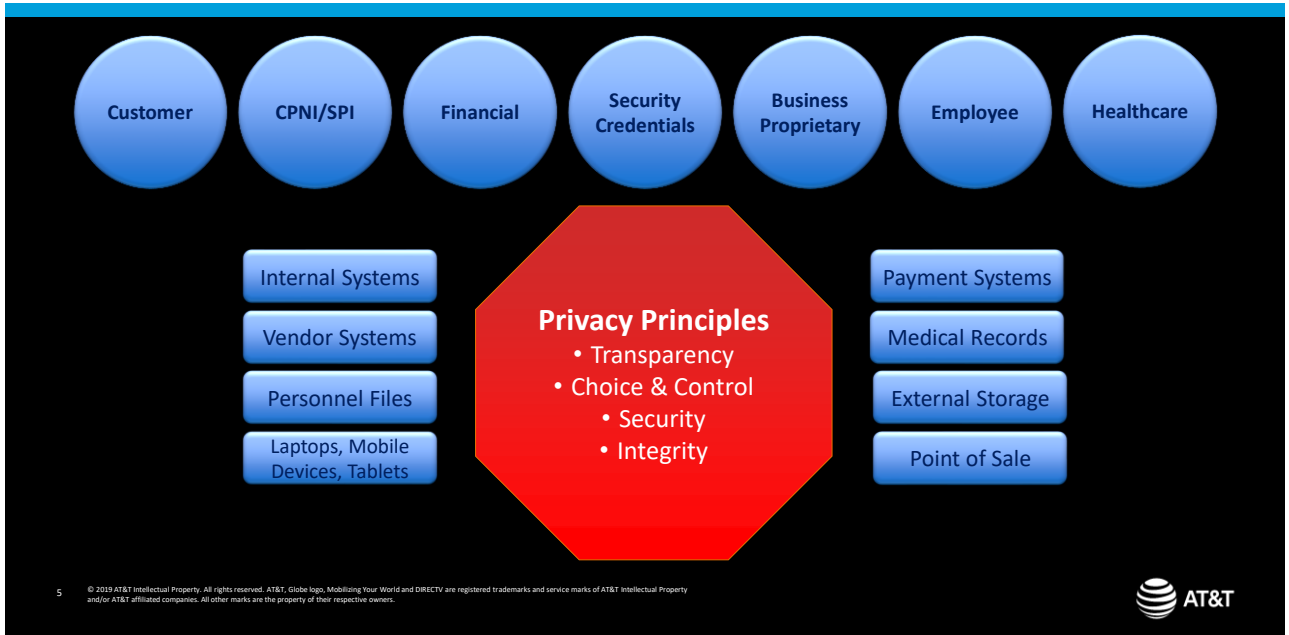 Customer
CPNI/SPI
Financial
Security
Credentials
Business
Proprietary
Employee
Healthcare
Internal Systems
Vendor Systems
Personnel Files
Laptops, Mobile
Devices, Tablets
Privacy Principles
• Transparency
• Choice & Control
• Security
• Integrity
Payment Systems
Medical Records
External Storage
Point of Sale
5
© 2019 AT&T Intellectual Property. All rights reserved. AT&T, Globe logo, Mobilizing Your World and DIRECTV are registered trademarks and service marks of AT&T Intellectual Property
and/or AT&T affiliated companies. All other marks are the property of their respective owners.
AT&T